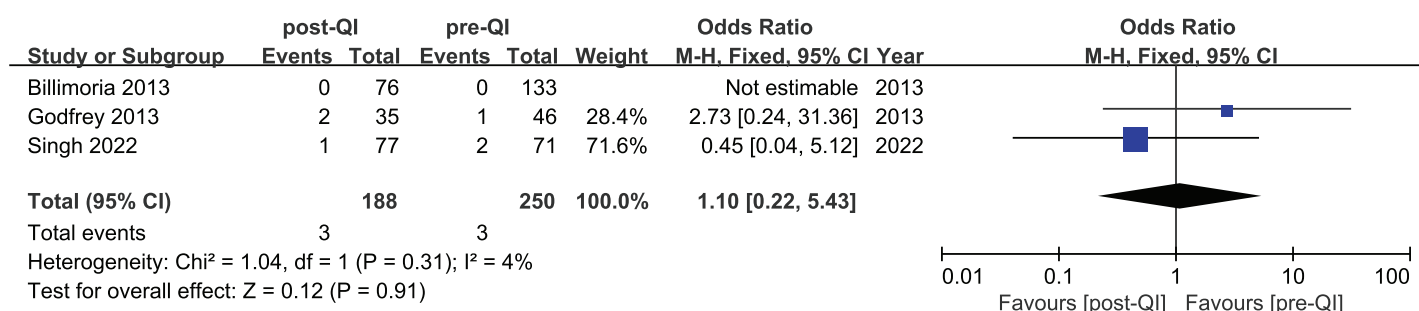 post-QI pre-QI Odds Ratio Odds Ratio
Study or Subgroup Events Total Events Total Weight M-H, Fixed, 95% CI Year M-H, Fixed, 95% CI
Billimoria 2013 0 76 0 133 Not estimable 2013
Godfrey 2013 2 35 1 46 28.4% 2.73 [0.24, 31.36] 2013
Singh 2022 1 77 2 71 71.6% 0.45 [0.04, 5.12] 2022
Total (95% CI) 188 250 100.0% 1.10 [0.22, 5.43]
Total events 3 3
Heterogeneity: Chi² = 1.04, df = 1 (P = 0.31); I² = 4%
Test for overall effect: Z = 0.12 (P = 0.91)
0.01 0.1 1 10 100
Favours [post-QI] Favours [pre-QI]